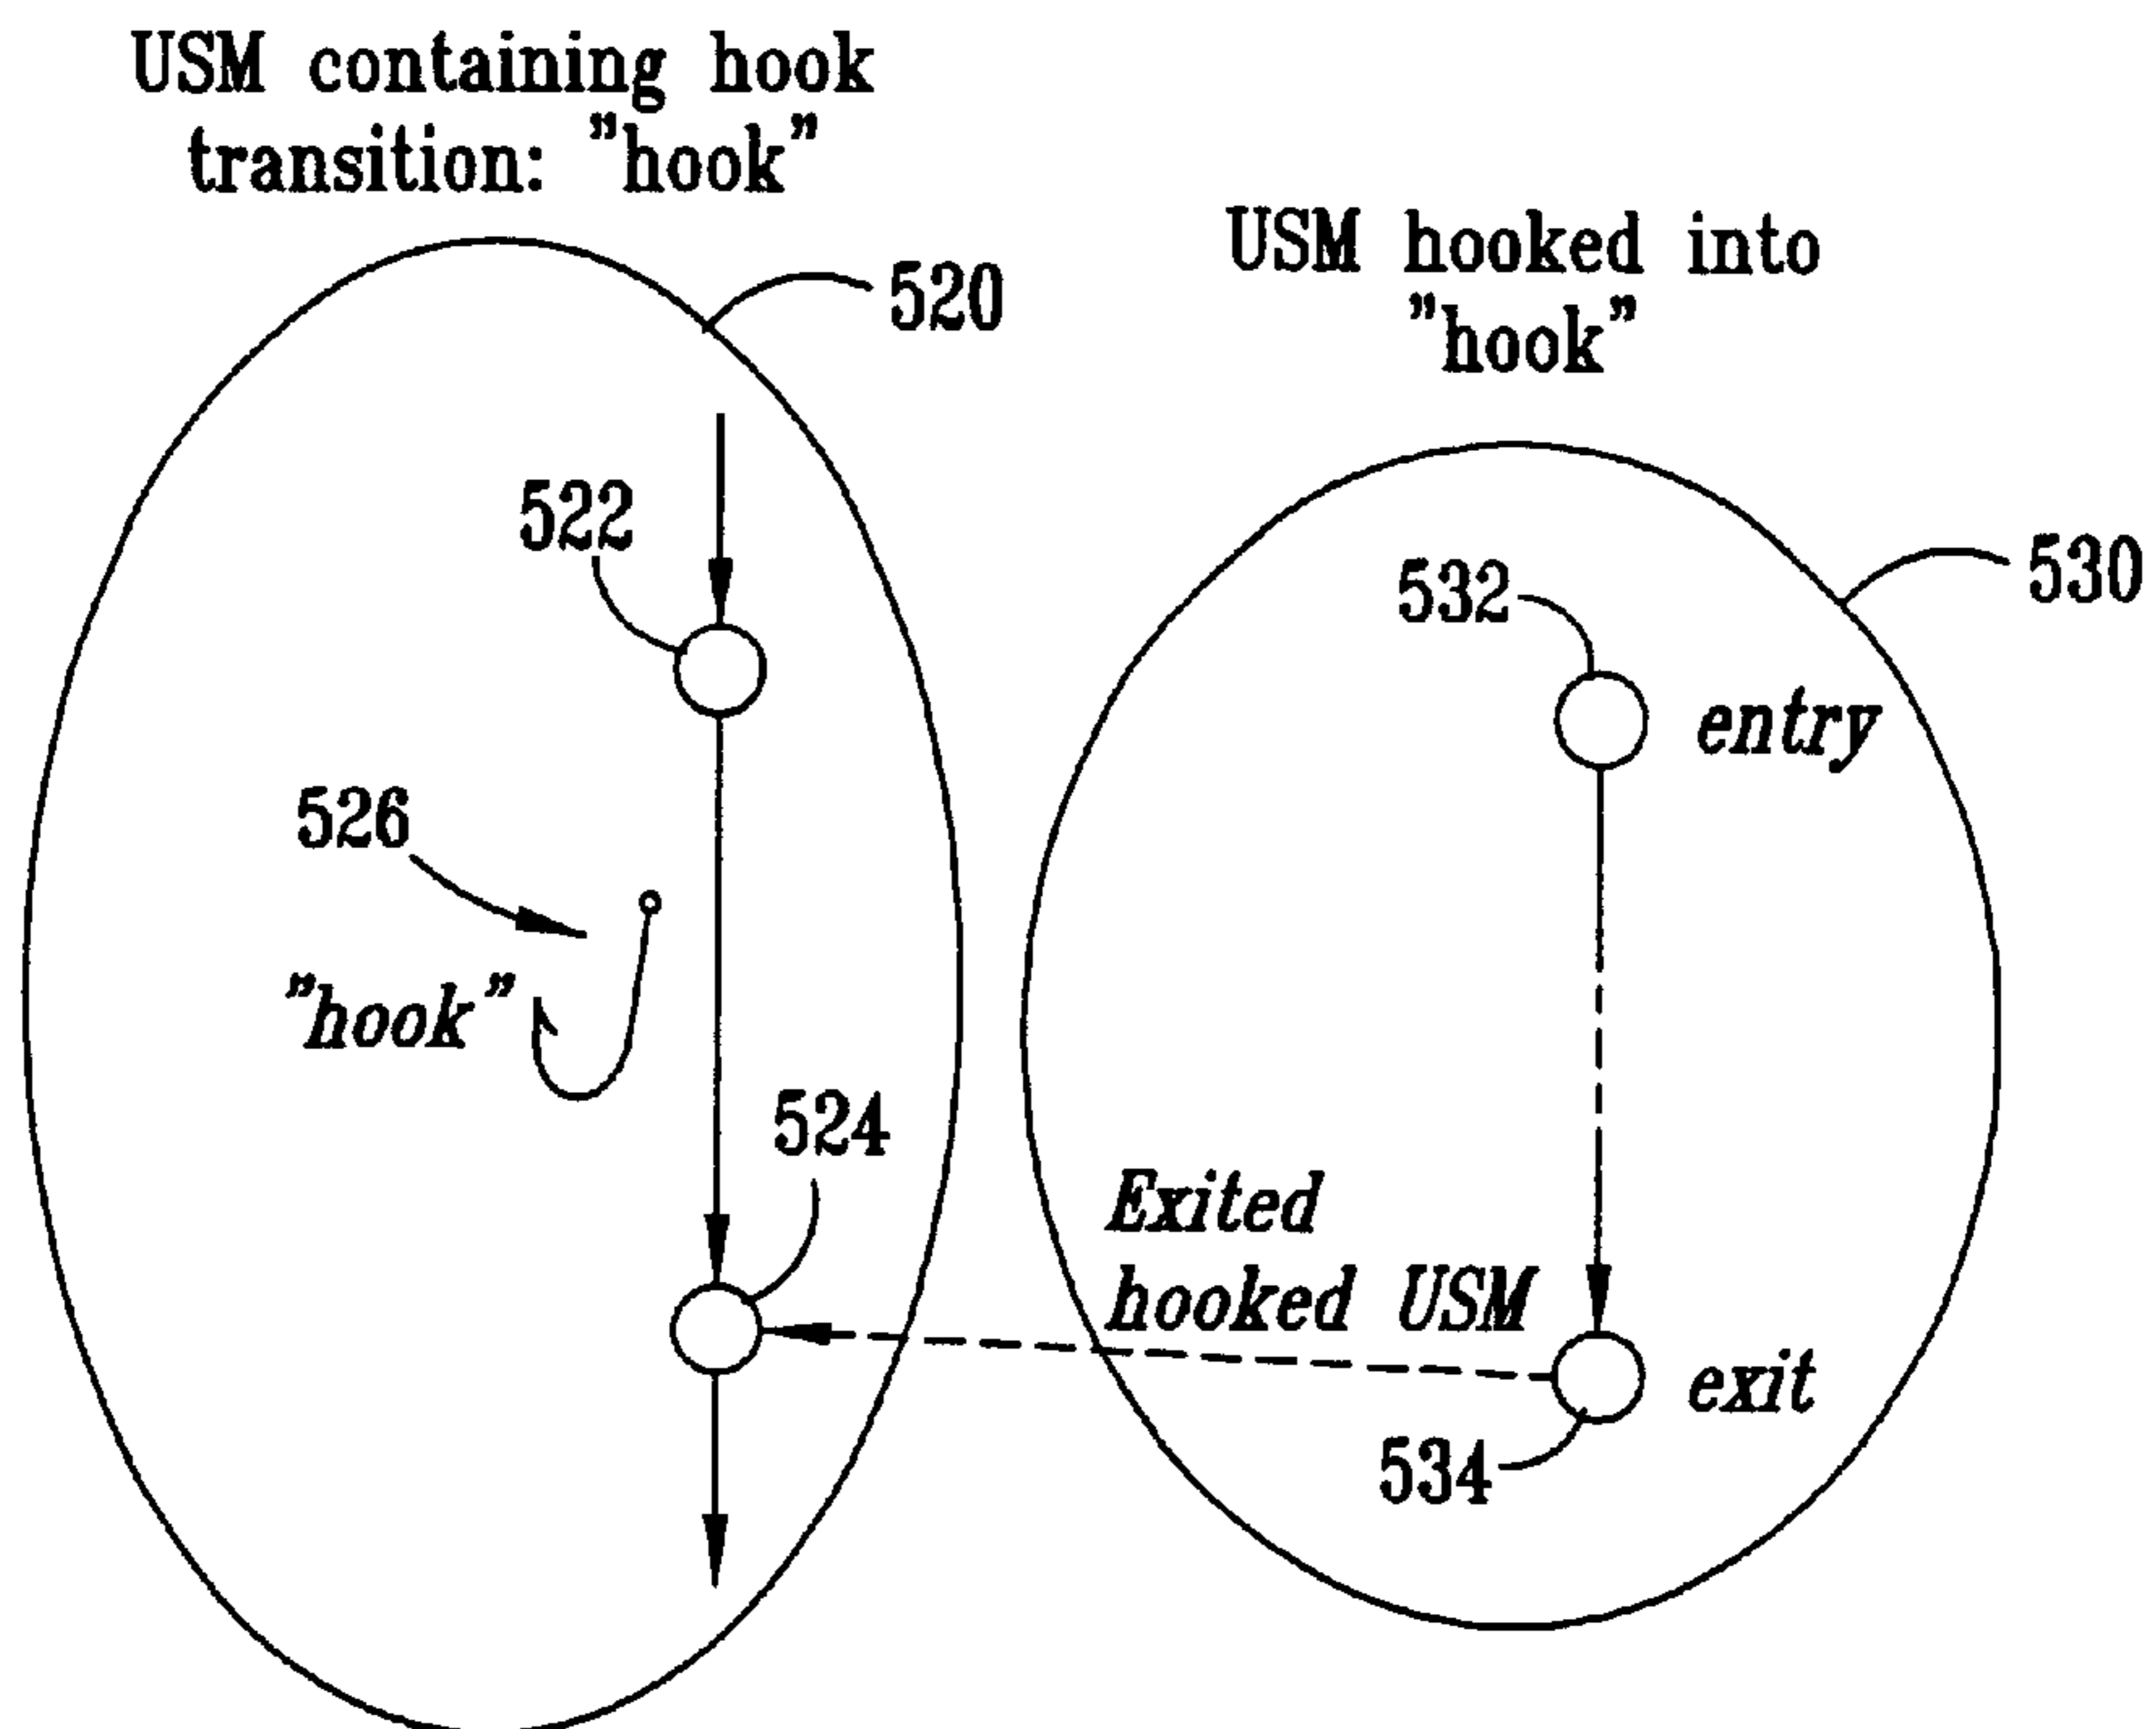 USM containing hook
transition: "hook"
520
522
526
"hook"
524
USM hooked into
"hook"
530
532
entry
Exited
hooked USM
exit
534